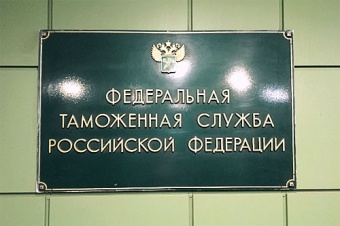 ФЕДЕРАЛЬНАЯ
ТАМОЖЕННАЯ СЛУЖБА
РОССИЙСКОЙ ФЕДЕРАЦИИ